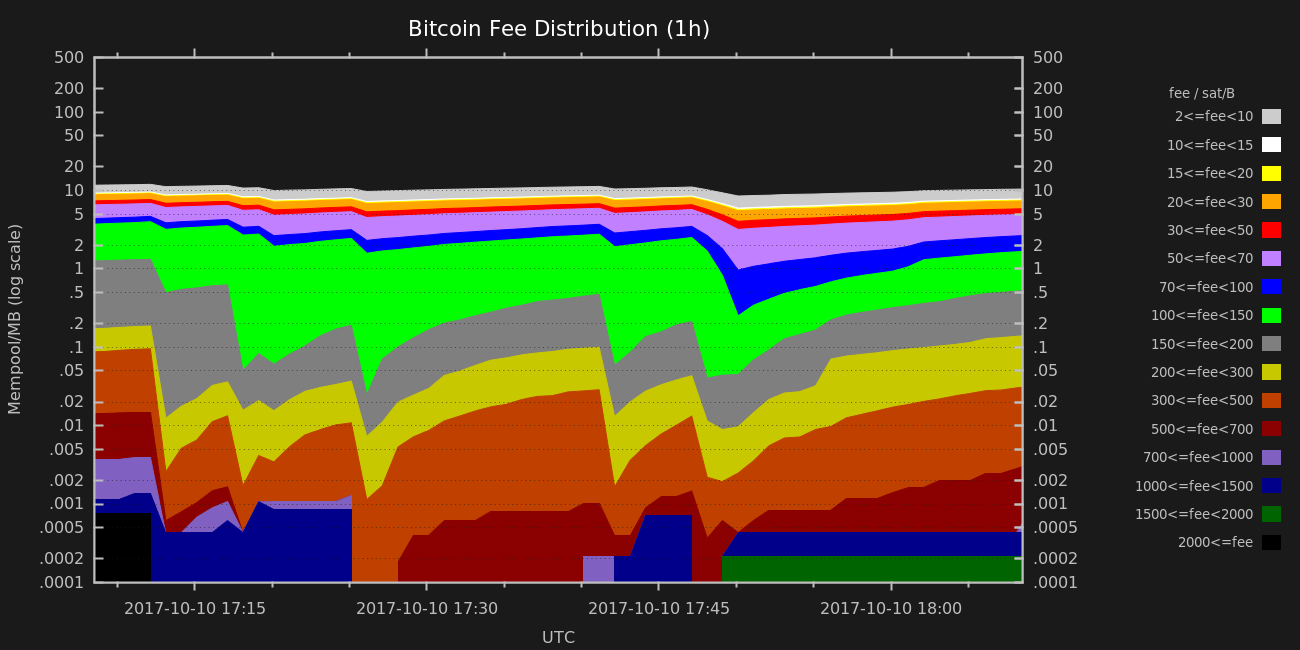 Bitcoin Fee Distribution (1h)
500 500
200 200
100 100
50 50
20 20
10 10
5 5
2 2
1 1
.5 .5
.2 .2
.1 .1
.05 .05
.02 .02
.01 .01
.005 .005
.002 .002
.001 .001
.0005 .0005
.0002 .0002
.0001 .0001
Mempool/MB (log scale)
2017-10-10 17:15 2017-10-10 17:30 2017-10-10 17:45 2017-10-10 18:00
UTC
fee / sat/B
2<=fee<10
10<=fee<15
15<=fee<20
20<=fee<30
30<=fee<50
50<=fee<70
70<=fee<100
100<=fee<150
150<=fee<200
200<=fee<300
300<=fee<500
500<=fee<700
700<=fee<1000
1000<=fee<1500
1500<=fee<2000
2000<=fee